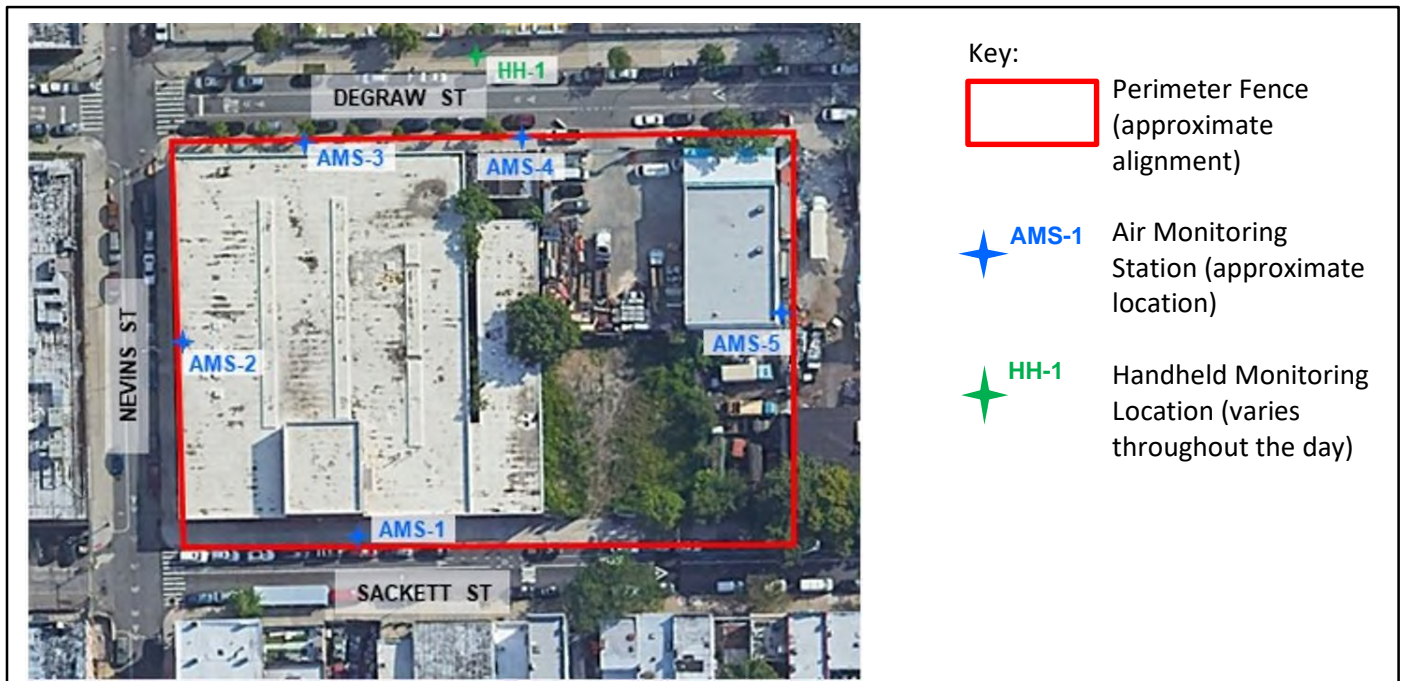 HH-1
DEGRAW ST
AMS-3
AMS-4
NEVINS ST
AMS-2
AMS-5
AMS-1
SACKETT ST
Key:
Perimeter Fence
(approximate
alignment)
AMS-1
Air Monitoring
Station (approximate
location)
HH-1
Handheld Monitoring
Location (varies
throughout the day)